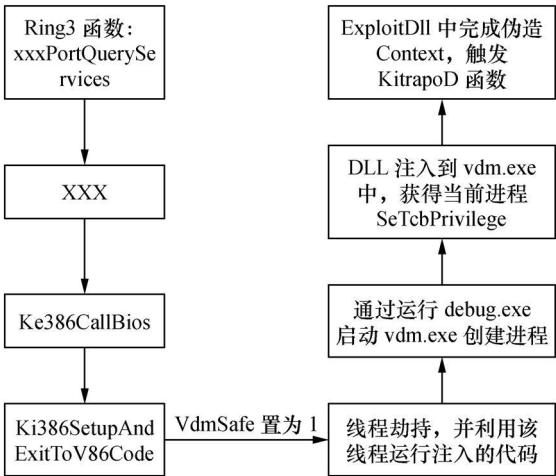 Ring3 函数：
xxxPortQuerySe
rvices
XXX
Ke386CallBios
Ki386SetupAnd
ExitToV86Code
VdmSafe 置为 1
线程劫持，并利用该
线程运行注入的代码
通过运行 debug.exe
启动 vdm.exe 创建进程
DLL 注入到 vdm.exe
中，获得当前进程
SeTcbPrivilege
ExploitDll 中完成伪造
Context，触发
KitrapoD 函数